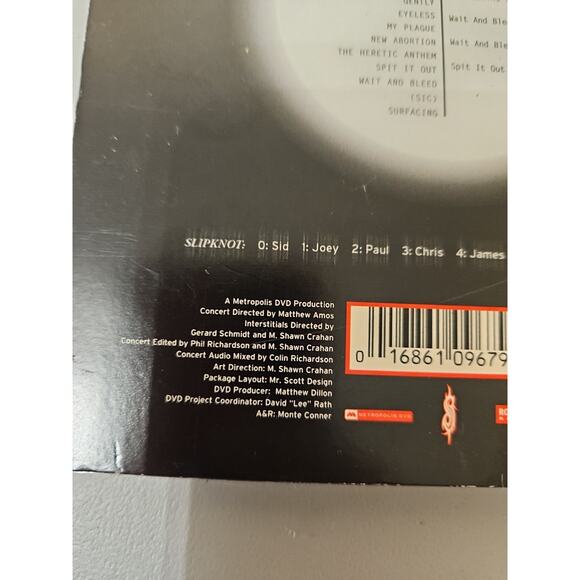 GENTLY
EYELESS
MY PLAGUE
NEW ABORTION
THE HERETIC ANTHEM
SPIT IT OUT
WAIT AND BLEED
(SIC)
SURFACING
Wait And Blee
Wait And Blee
Spit It Out
SLIPKNOT: 0: Sid 1: Joey 2: Paul 3: Chris 4: James
A Metropolis DVD Production
Concert Directed by Matthew Amos
Interstitials Directed by
Gerard Schmidt and M. Shawn Crahan
Concert Edited by Phil Richardson and M. Shawn Crahan
Concert Audio Mixed by Colin Richardson
Art Direction: M. Shawn Crahan
Package Layout: Mr. Scott Design
DVD Producer: Matthew Dillon
DVD Project Coordinator: David "Lee" Rath
A&R: Monte Conner
0 16861 09679
METROPOLIS DVD
RO